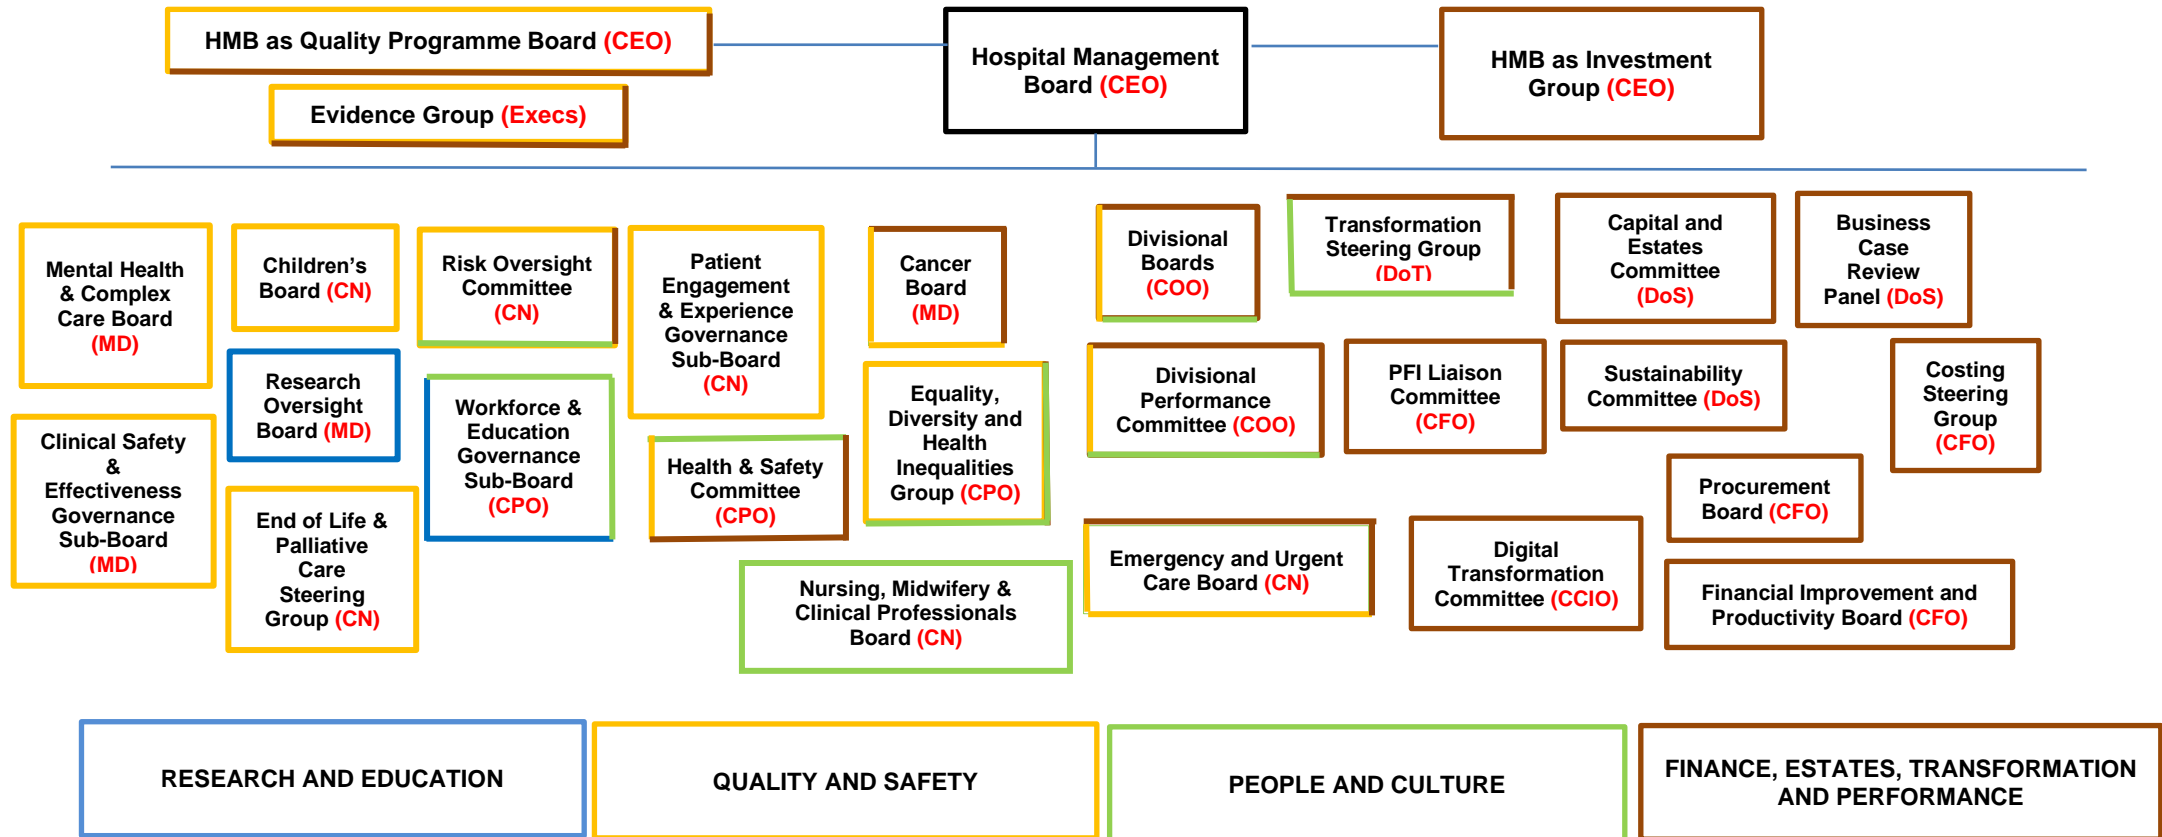 HMB as Quality Programme Board (CEO)
Evidence Group (Execs)
Hospital Management
Board (CEO)
HMB as Investment
Group (CEO)
Mental Health
& Complex
Care Board
(MD)
Children's
Board (CN)
Risk Oversight
Committee
(CN)
Patient
Engagement
& Experience
Governance
Sub-Board
(CN)
Cancer
Board
(MD)
Divisional
Boards
(COO)
Transformation
Steering Group
(DoT)
Capital and
Estates
Committee
(DoS)
Business
Case
Review
Panel (DoS)
Research
Oversight
Board (MD)
Workforce &
Education
Governance
Sub-Board
(CPO)
Equality,
Diversity and
Health
Inequalities
Group (CPO)
Divisional
Performance
Committee (COO)
PFI Liaison
Committee
(CFO)
Sustainability
Committee (DoS)
Costing
Steering
Group
(CFO)
Clinical Safety
&
Effectiveness
Governance
Sub-Board
(MD)
Health & Safety
Committee
(CPO)
Procurement
Board (CFO)
End of Life &
Palliative
Care
Steering
Group (CN)
Nursing, Midwifery &
Clinical Professionals
Board (CN)
Emergency and Urgent
Care Board (CN)
Digital
Transformation
Committee (CCIO)
Financial Improvement and
Productivity Board (CFO)
RESEARCH AND EDUCATION
QUALITY AND SAFETY
PEOPLE AND CULTURE
FINANCE, ESTATES, TRANSFORMATION
AND PERFORMANCE